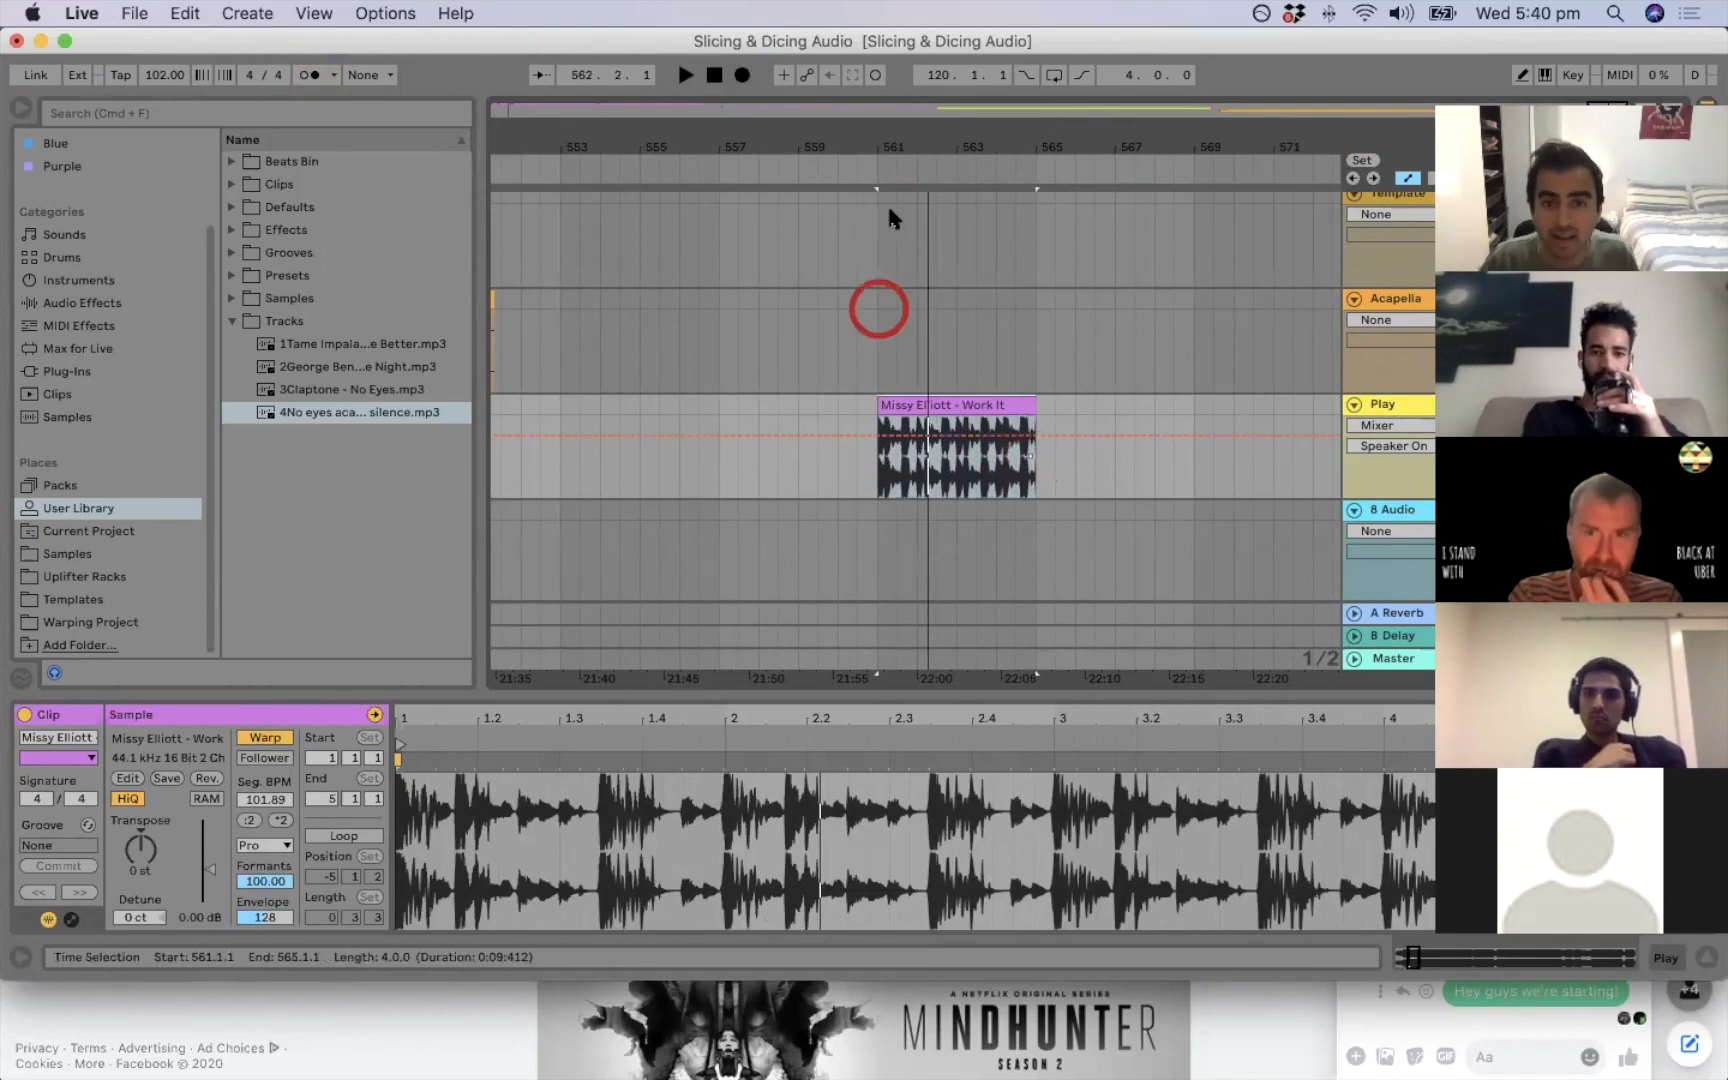 Live File Edit Create View Options Help
Wed 5:40 pm
Slicing & Dicing Audio [Slicing & Dicing Audio]
Link Ext Tap 102.00 4 / 4 None 562. 2. 1 120. 1. 1 4. 0. 0 Key MIDI 0 % D
Search (Cmd + F)
Blue
Purple
Categories
Sounds
Drums
Instruments
Audio Effects
MIDI Effects
Max for Live
Plug-Ins
Clips
Samples
Places
Packs
User Library
Current Project
Samples
Uplifter Racks
Templates
Warping Project
Add Folder...
Name
Beats Bin
Clips
Defaults
Effects
Grooves
Presets
Samples
Tracks
1Tame Impala...e Better.mp3
2George Ben...e Night.mp3
3Claptone - No Eyes.mp3
4No eyes aca... silence.mp3
553 555 557 559 561 563 565 567 569 571
Set
Template
None
Acapella
None
Missy Elliott - Work It
Play
Mixer
Speaker On
8 Audio
None
A Reverb
B Delay
1/2 Master
21:35 21:40 21:45 21:50 21:55 22:00 22:05 22:10 22:15 22:20
I STAND
WITH
BLACK AT
UBER
Clip
Missy Elliott
Signature
4 / 4
Groove
None
Commit
<< >>
Sample
Missy Elliott - Work
44.1 kHz 16 Bit 2 Ch
Edit Save Rev.
HiQ RAM
Transpose
0 st
Detune
0 ct 0.00 dB
Warp
Follower
Seg. BPM
101.89
:2 *2
Pro
Formants
100.00
Envelope
128
Start Set
1 1 1
End Set
5 1 1
Loop
Position Set
-5 1 2
Length Set
0 3 3
1 1.2 1.3 1.4 2 2.2 2.3 2.4 3 3.2 3.3 3.4 4
Time Selection Start: 561.1.1 End: 565.1.1 Length: 4.0.0 (Duration: 0:09:412)
Play
Hey guys we're starting!
+4
A NETFLIX ORIGINAL SERIES
MINDHUNTER
SEASON 2
Privacy · Terms · Advertising · Ad Choices ·
Cookies · More · Facebook © 2020
GIF Aa